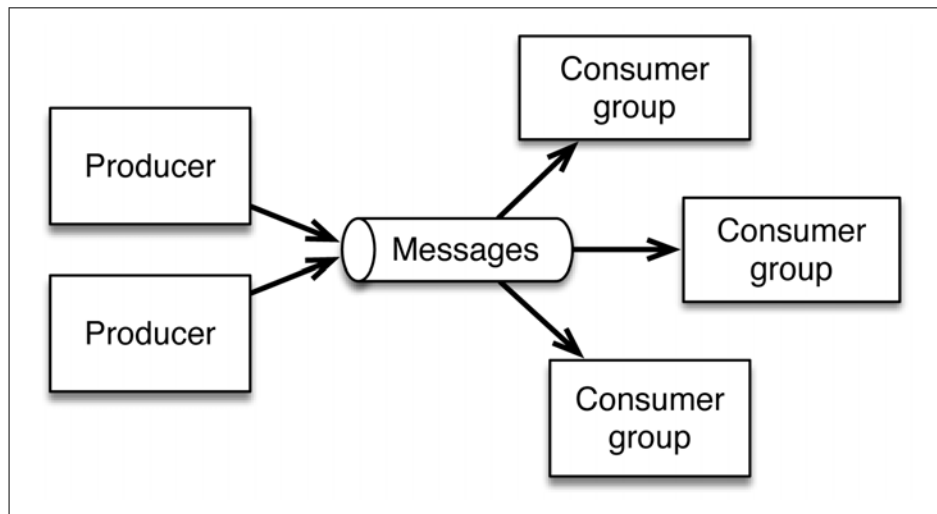 Producer
Producer
Messages
Consumer
group
Consumer
group
Consumer
group